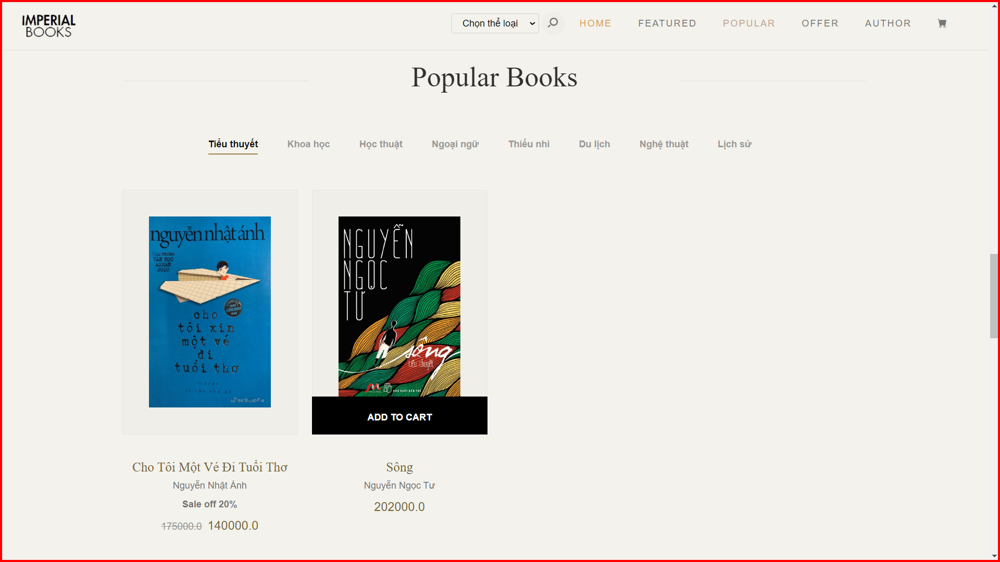 IMPERIAL
BOOKS
Chọn thể loại
HOME
FEATURED
POPULAR
OFFER
AUTHOR
Popular Books
Tiểu thuyết
Khoa học
Học thuật
Ngoại ngữ
Thiếu nhi
Du lịch
Nghệ thuật
Lịch sử
nguyễn nhật ánh
GIẢI THƯỞNG
VĂN HỌC
ASEAN
2010
cho
tôi xin
một vé
đi
tuổi thơ
NGUYỄN
NGỌC
TƯ
sông
tiểu thuyết
NHÀ XUẤT BẢN TRẺ
ADD TO CART
Cho Tôi Một Vé Đi Tuổi Thơ
Nguyễn Nhật Ánh
Sale off 20%
175000.0 140000.0
Sông
Nguyễn Ngọc Tư
202000.0